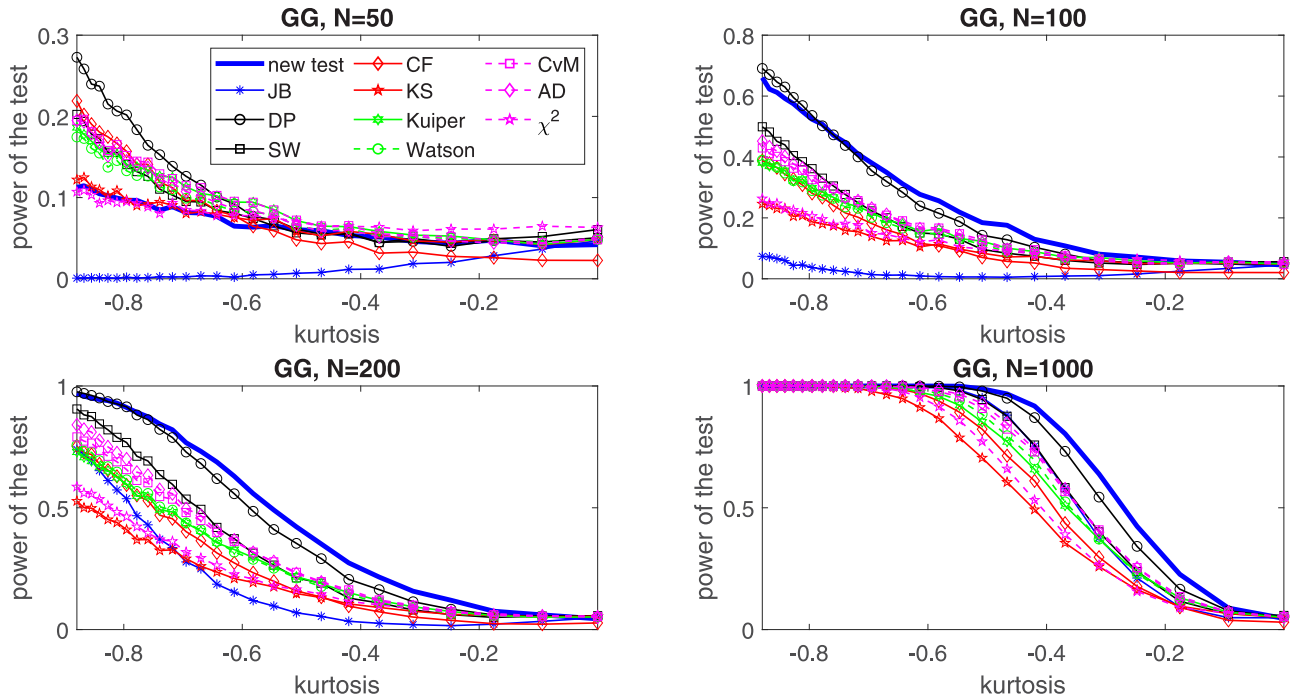 GG, N=50
0.3
0.2
0.1
0
power of the test
-0.8
-0.6
-0.4
-0.2
kurtosis
new test
JB
DP
SW
CF
KS
Kuiper
Watson
CvM
AD
χ²
GG, N=100
0.8
0.6
0.4
0.2
0
power of the test
-0.8
-0.6
-0.4
-0.2
kurtosis
GG, N=200
1
0.5
0
power of the test
-0.8
-0.6
-0.4
-0.2
kurtosis
GG, N=1000
1
0.5
0
power of the test
-0.8
-0.6
-0.4
-0.2
kurtosis